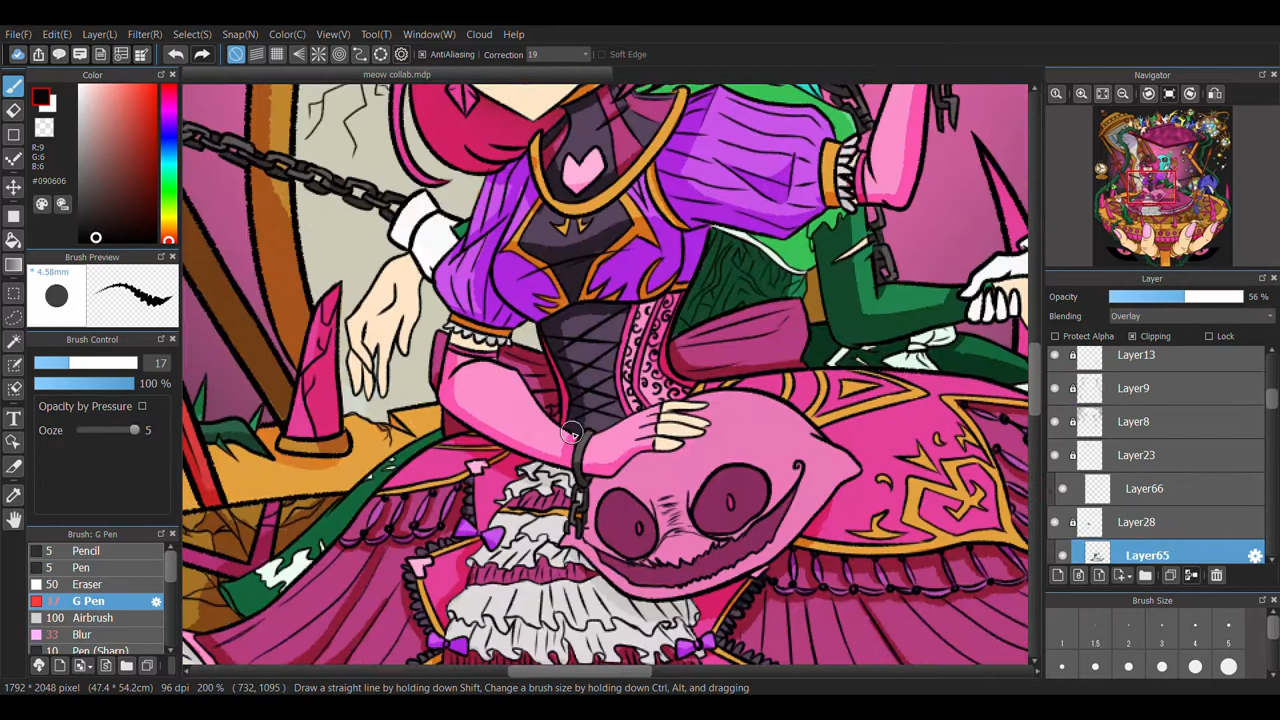 File(F) Edit(E) Layer(L) Filter(R) Select(S) Snap(N) Color(C) View(V) Tool(T) Window(W) Cloud Help
AntiAliasing Correction 19 Soft Edge
Color
meow collab.mdp
Navigator
R:9
G:6
B:6
#090606
Brush Preview
* 4.58mm
Layer
Opacity 56 %
Blending Overlay
Protect Alpha Clipping Lock
Brush Control
17
100 %
Opacity by Pressure
Ooze 5
Layer13
Layer9
Layer8
Layer23
Layer66
Layer28
Layer65
Brush: G Pen
5 Pencil
5 Pen
50 Eraser
17 G Pen
100 Airbrush
33 Blur
10 Pen (Sharp)
Brush Size
1 1.5 2 3 4 5
1792 * 2048 pixel (47.4 * 54.2cm) 96 dpi 200 % ( 732, 1095 ) Draw a straight line by holding down Shift, Change a brush size by holding down Ctrl, Alt, and dragging